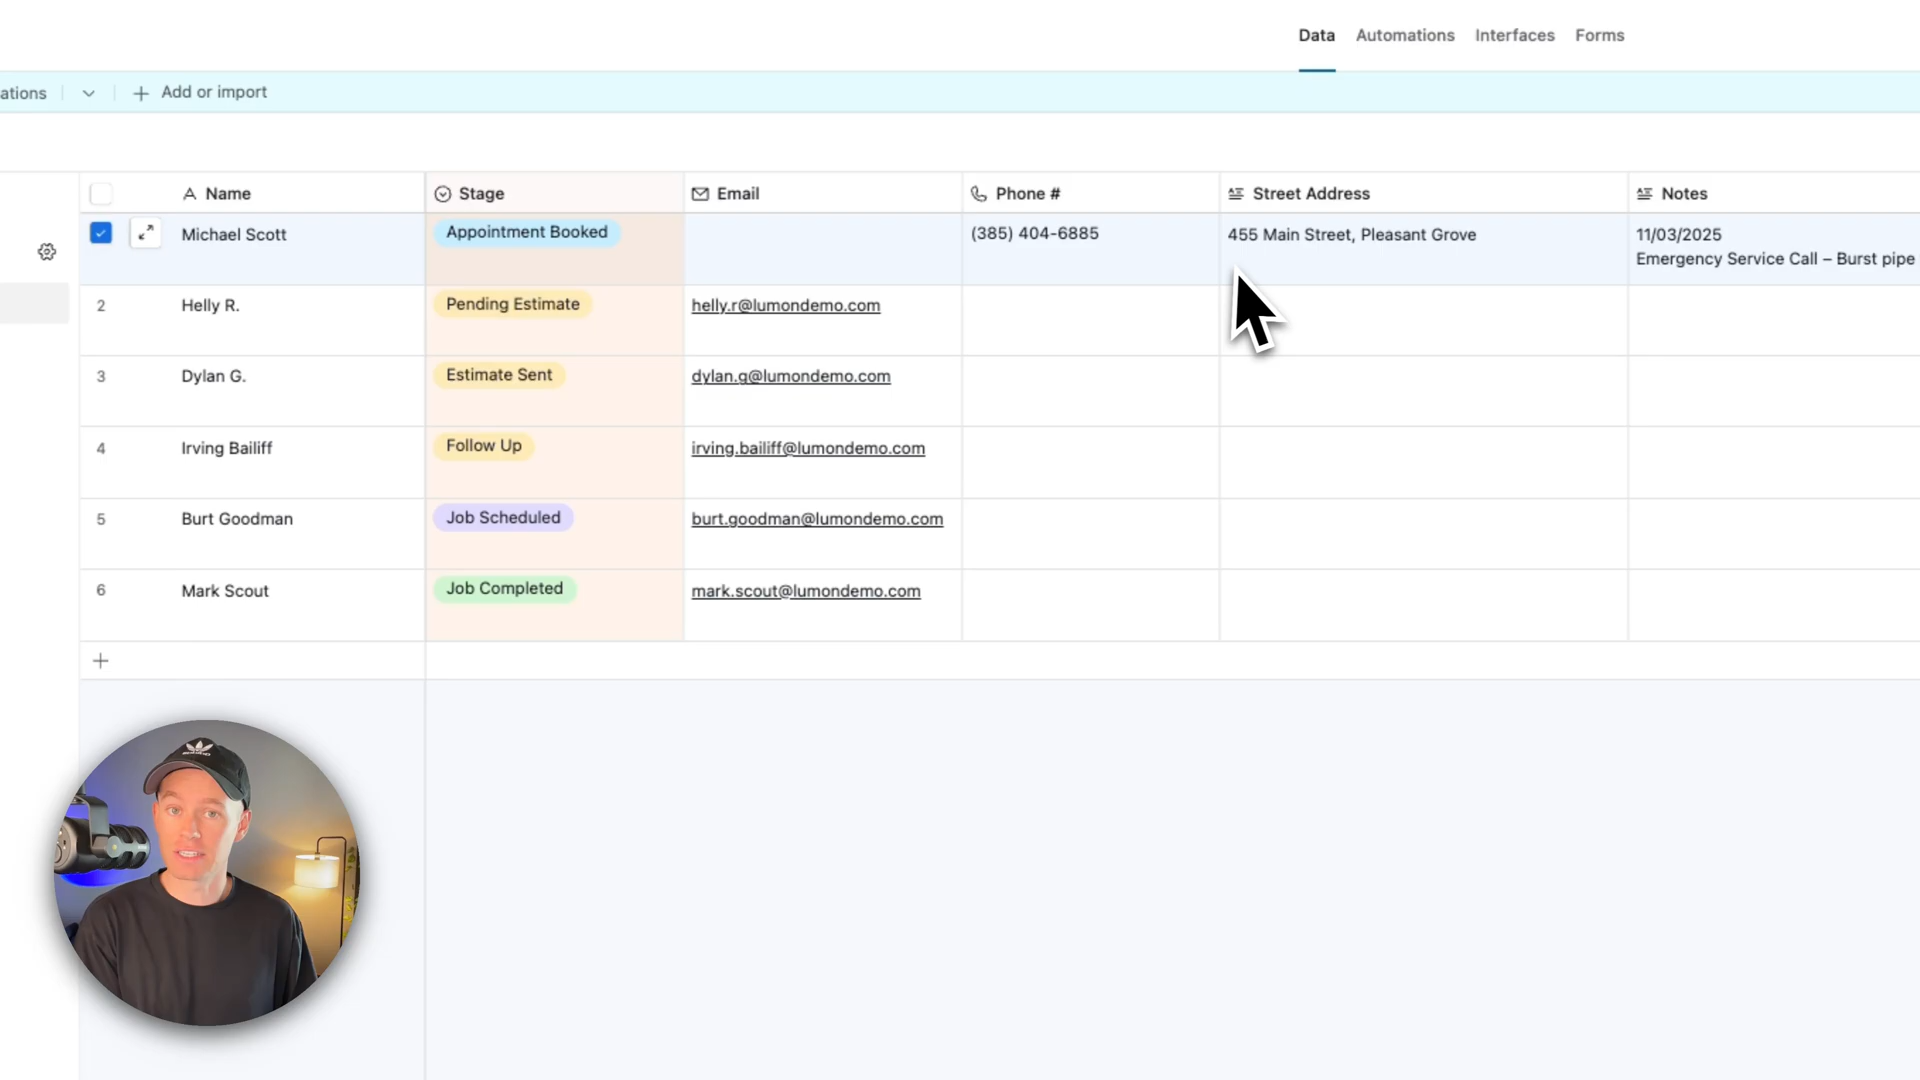 Data Automations Interfaces Forms
ations Add or import
Name Stage Email Phone # Street Address Notes
Michael Scott Appointment Booked (385) 404-6885 455 Main Street, Pleasant Grove 11/03/2025
Emergency Service Call – Burst pipe
2 Helly R. Pending Estimate helly.r@lumondemo.com
3 Dylan G. Estimate Sent dylan.g@lumondemo.com
4 Irving Bailiff Follow Up irving.bailiff@lumondemo.com
5 Burt Goodman Job Scheduled burt.goodman@lumondemo.com
6 Mark Scout Job Completed mark.scout@lumondemo.com